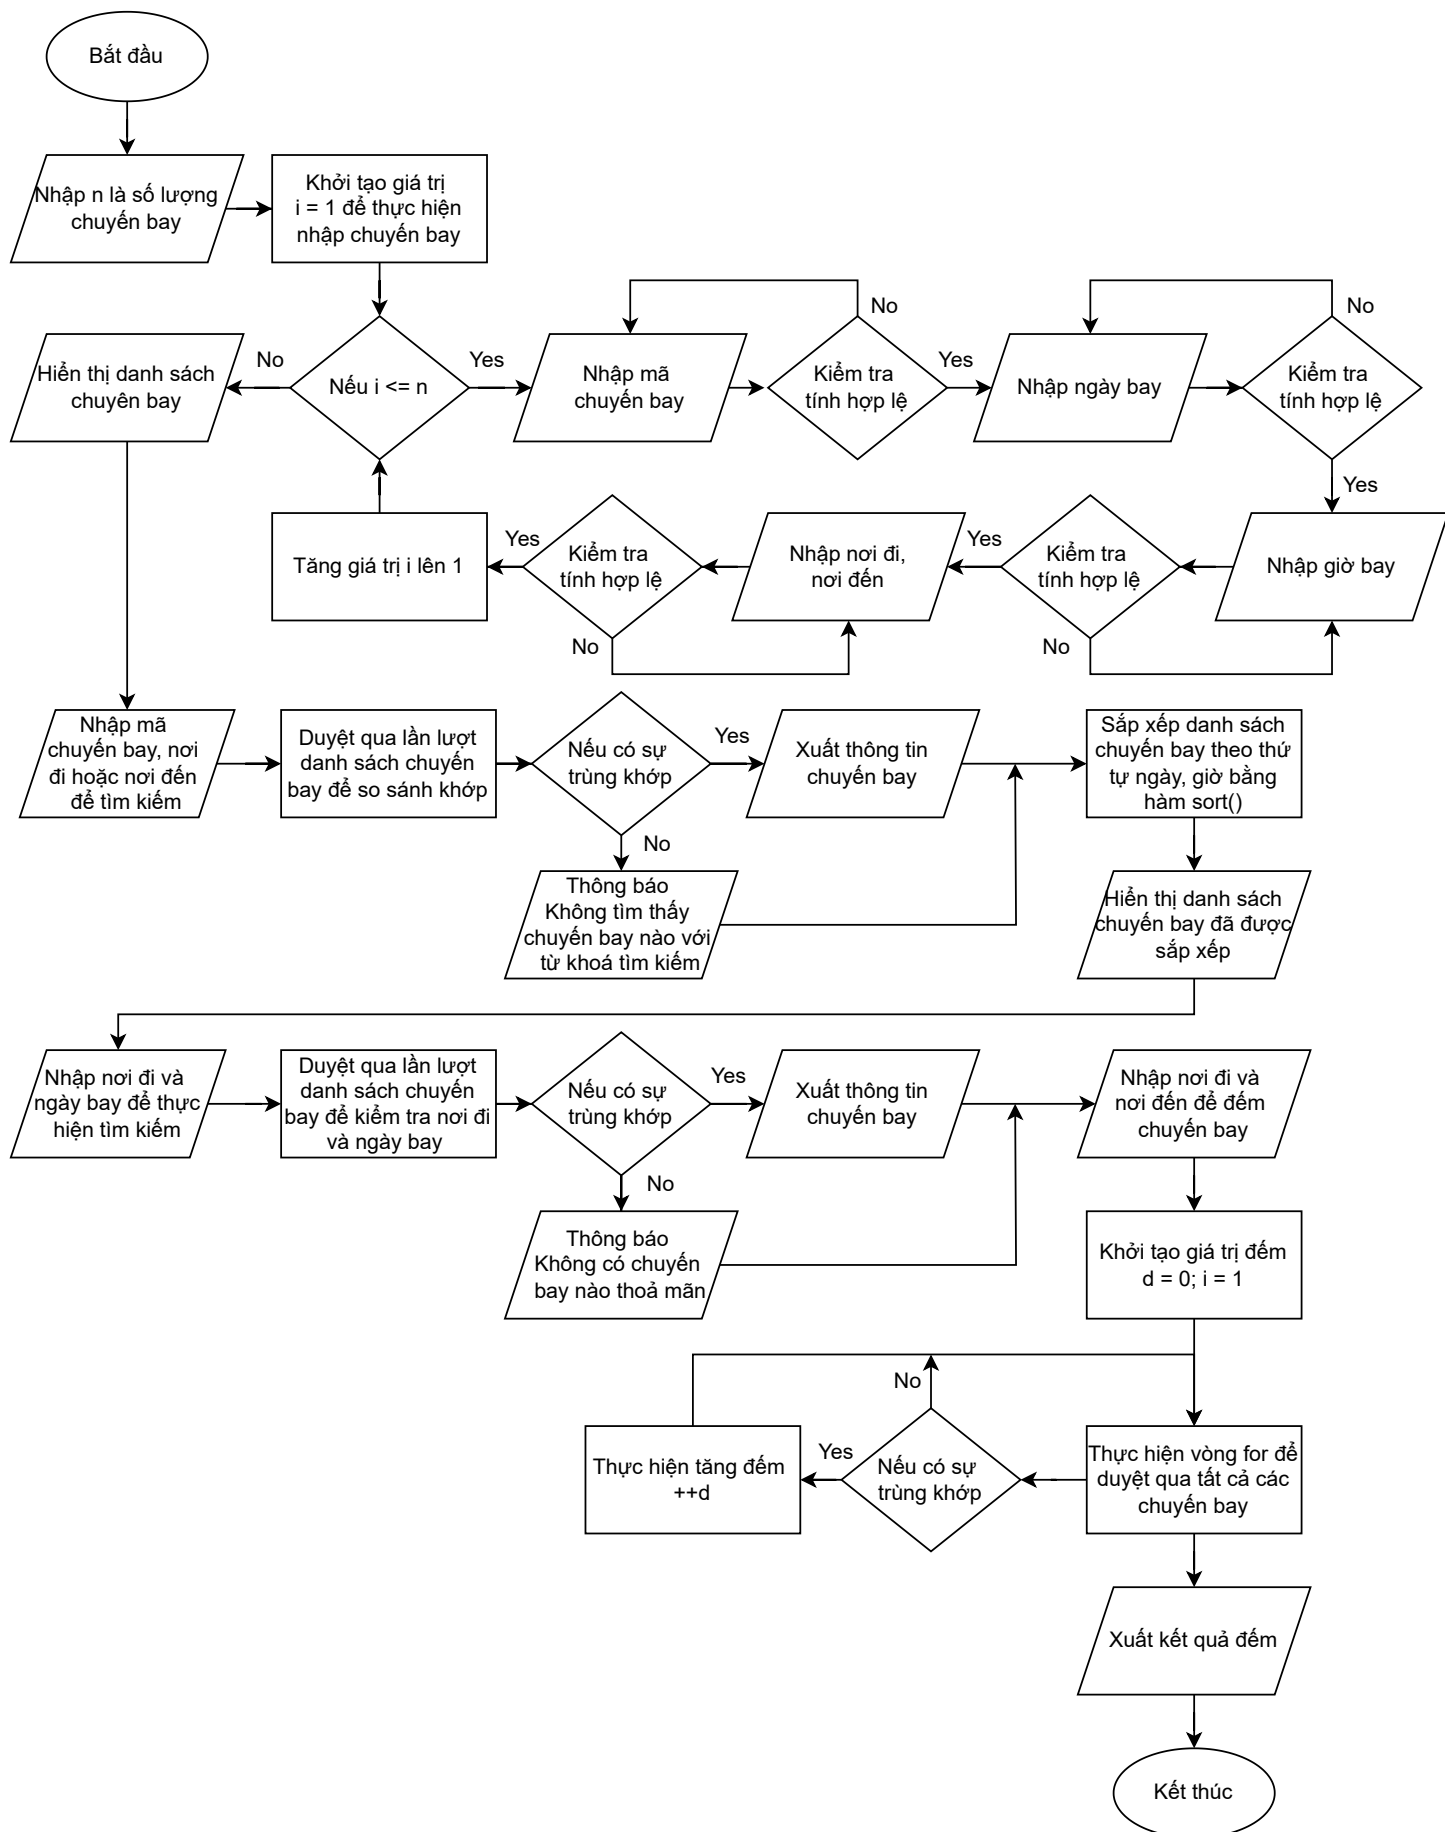 Bắt đầu
Nhập n là số lượng
chuyến bay
Khởi tạo giá trị
i = 1 để thực hiện
nhập chuyến bay
Hiển thị danh sách
chuyên bay
No
Nếu i <= n
Yes
Nhập mã
chuyến bay
No
Kiểm tra
tính hợp lệ
Yes
Nhập ngày bay
No
Kiểm tra
tính hợp lệ
Yes
Nhập giờ bay
Kiểm tra
tính hợp lệ
No
Yes
Nhập nơi đi,
nơi đến
Kiểm tra
tính hợp lệ
No
Yes
Tăng giá trị i lên 1
Nhập mã
chuyến bay, nơi
đi hoặc nơi đến
để tìm kiếm
Duyệt qua lần lượt
danh sách chuyến
bay để so sánh khớp
Nếu có sự
trùng khớp
Yes
Xuất thông tin
chuyến bay
No
Thông báo
Không tìm thấy
chuyến bay nào với
từ khoá tìm kiếm
Sắp xếp danh sách
chuyến bay theo thứ
tự ngày, giờ bằng
hàm sort()
Hiển thị danh sách
chuyến bay đã được
sắp xếp
Nhập nơi đi và
ngày bay để thực
hiện tìm kiếm
Duyệt qua lần lượt
danh sách chuyến
bay để kiểm tra nơi đi
và ngày bay
Nếu có sự
trùng khớp
Yes
Xuất thông tin
chuyến bay
No
Thông báo
Không có chuyến
bay nào thoả mãn
Nhập nơi đi và
nơi đến để đếm
chuyến bay
Khởi tạo giá trị đếm
d = 0; i = 1
Thực hiện vòng for để
duyệt qua tất cả các
chuyến bay
No
Nếu có sự
trùng khớp
Yes
Thực hiện tăng đếm
++d
Xuất kết quả đếm
Kết thúc